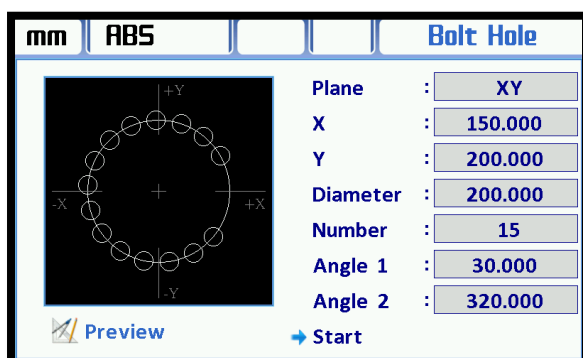 mm ABS Bolt Hole
+Y
-X +X
-Y
Plane : XY
X : 150.000
Y : 200.000
Diameter : 200.000
Number : 15
Angle 1 : 30.000
Angle 2 : 320.000
Preview
Start